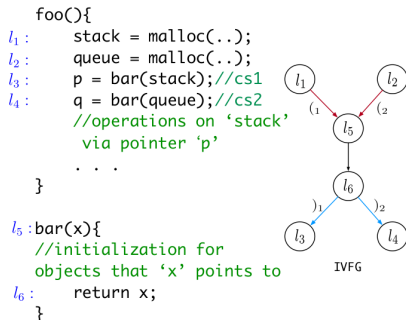 foo(){
l1: stack = malloc(..);
l2: queue = malloc(..);
l3: p = bar(stack);//cs1
l4: q = bar(queue);//cs2
//operations on ‘stack’
via pointer ‘p’
. . .
}
l5: bar(x){
//initialization for
objects that ‘x’ points to
l6: return x;
}
l1 l2
(1 (2
l5
l6
)1 )2
l3 l4
IVFG